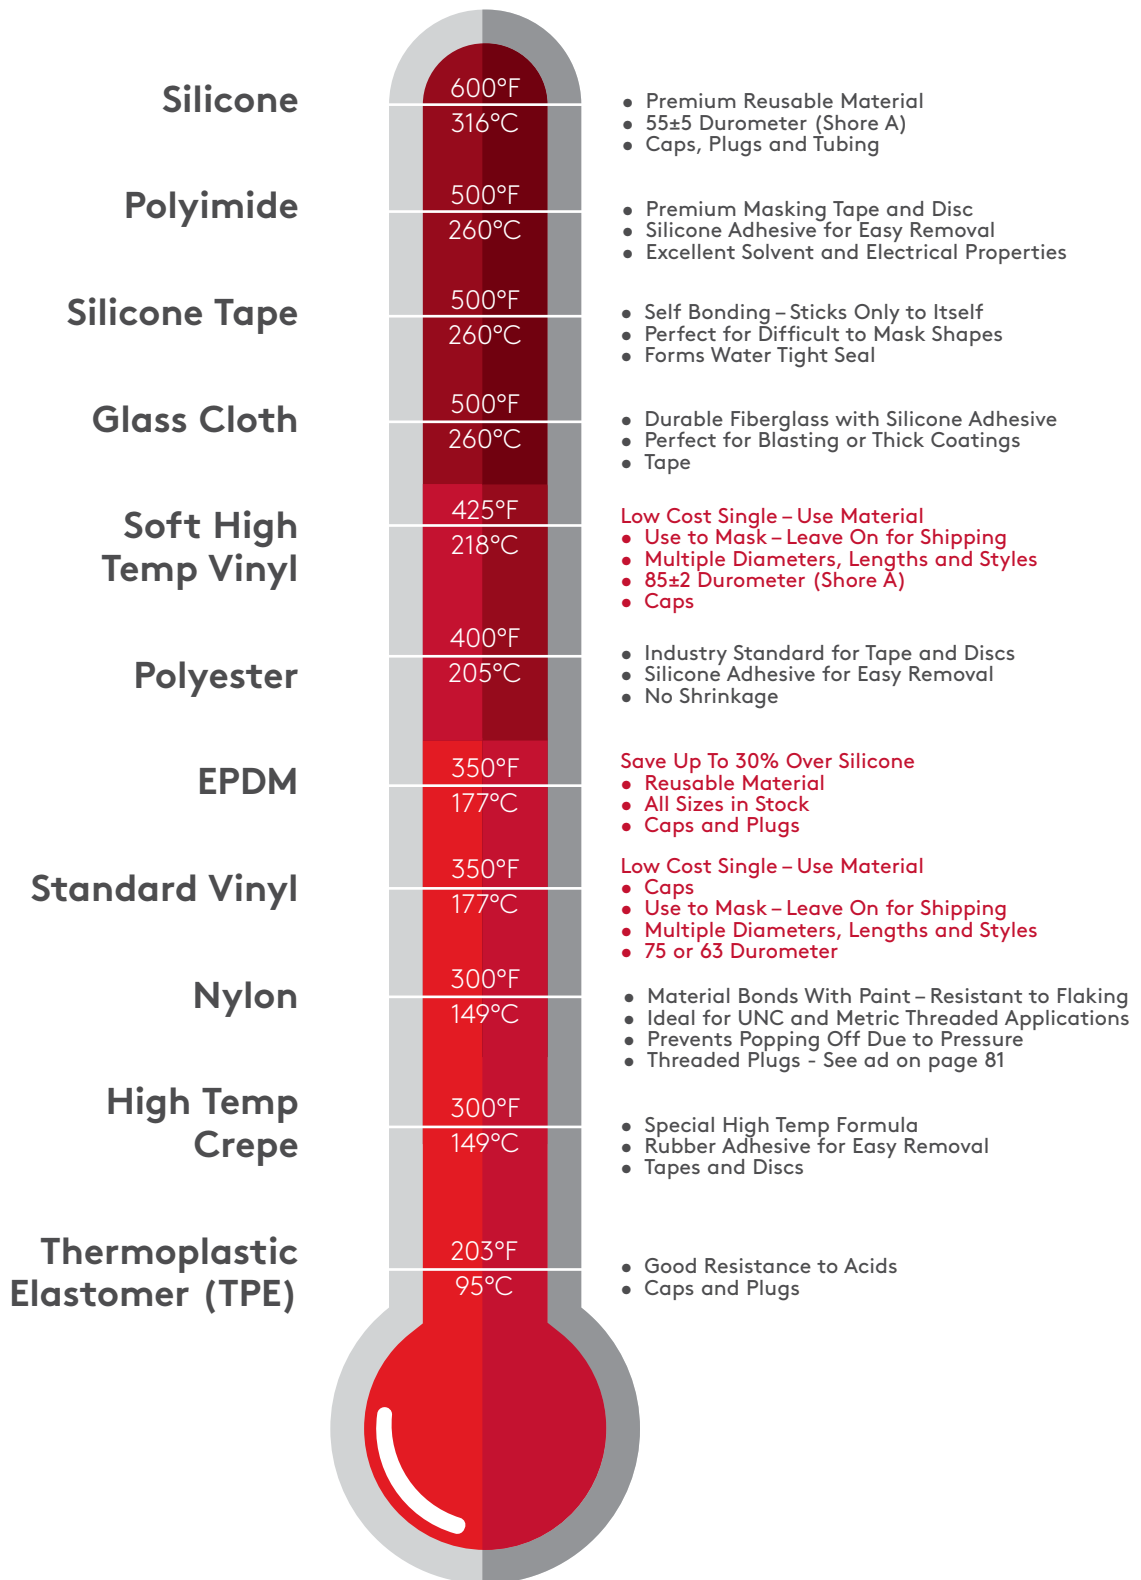 Silicone
600°F
316°C
• Premium Reusable Material
• 55±5 Durometer (Shore A)
• Caps, Plugs and Tubing
Polyimide
500°F
260°C
• Premium Masking Tape and Disc
• Silicone Adhesive for Easy Removal
• Excellent Solvent and Electrical Properties
Silicone Tape
500°F
260°C
• Self Bonding – Sticks Only to Itself
• Perfect for Difficult to Mask Shapes
• Forms Water Tight Seal
Glass Cloth
500°F
260°C
• Durable Fiberglass with Silicone Adhesive
• Perfect for Blasting or Thick Coatings
• Tape
Soft High
Temp Vinyl
425°F
218°C
Low Cost Single – Use Material
• Use to Mask – Leave On for Shipping
• Multiple Diameters, Lengths and Styles
• 85±2 Durometer (Shore A)
• Caps
Polyester
400°F
205°C
• Industry Standard for Tape and Discs
• Silicone Adhesive for Easy Removal
• No Shrinkage
EPDM
350°F
177°C
Save Up To 30% Over Silicone
• Reusable Material
• All Sizes in Stock
• Caps and Plugs
Standard Vinyl
350°F
177°C
Low Cost Single – Use Material
• Caps
• Use to Mask – Leave On for Shipping
• Multiple Diameters, Lengths and Styles
• 75 or 63 Durometer
Nylon
300°F
149°C
• Material Bonds With Paint – Resistant to Flaking
• Ideal for UNC and Metric Threaded Applications
• Prevents Popping Off Due to Pressure
• Threaded Plugs - See ad on page 81
High Temp
Crepe
300°F
149°C
• Special High Temp Formula
• Rubber Adhesive for Easy Removal
• Tapes and Discs
Thermoplastic
Elastomer (TPE)
203°F
95°C
• Good Resistance to Acids
• Caps and Plugs